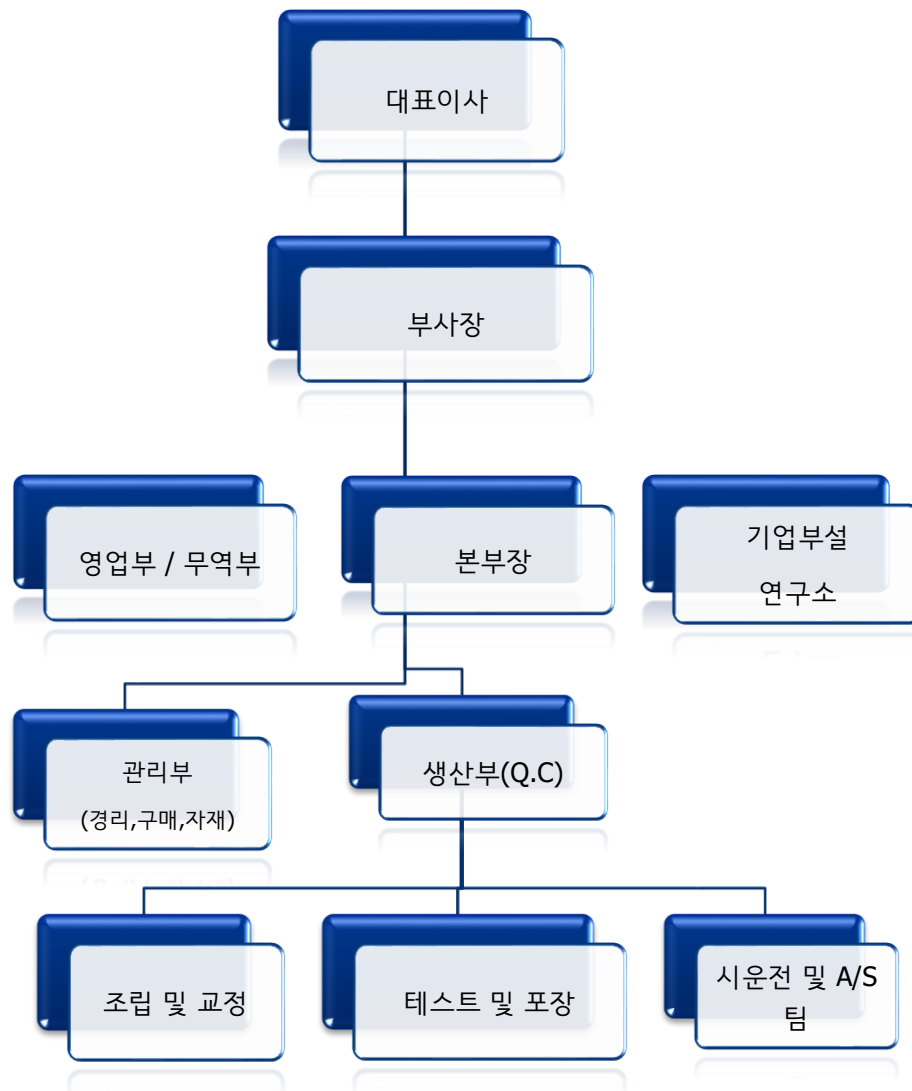 대표이사
부사장
영업부 / 무역부
본부장
기업부설
연구소
관리부
(경리,구매,자재)
생산부(Q.C)
조립 및 교정
테스트 및 포장
시운전 및 A/S
팀